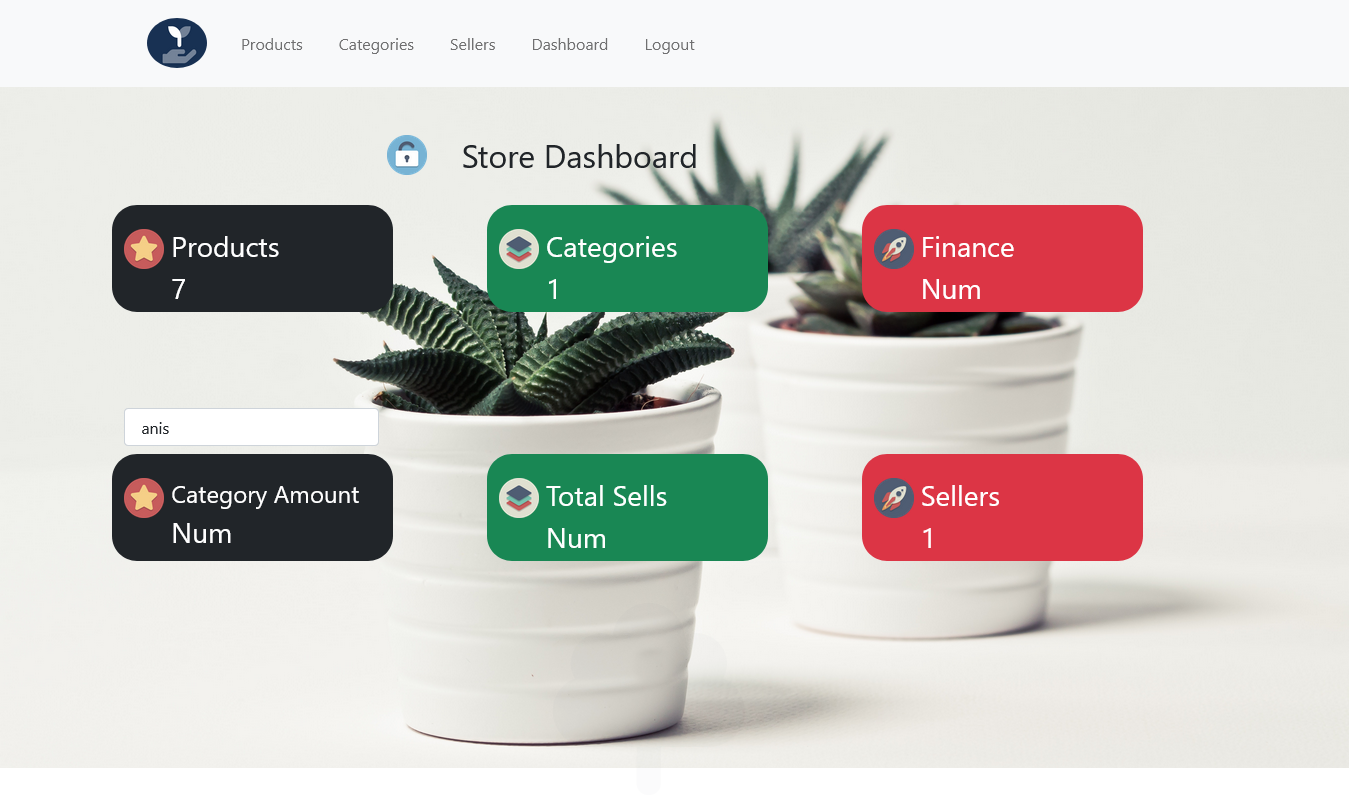 Products Categories Sellers Dashboard Logout
Store Dashboard
Products
7
Categories
1
Finance
Num
anis
Category Amount
Num
Total Sells
Num
Sellers
1